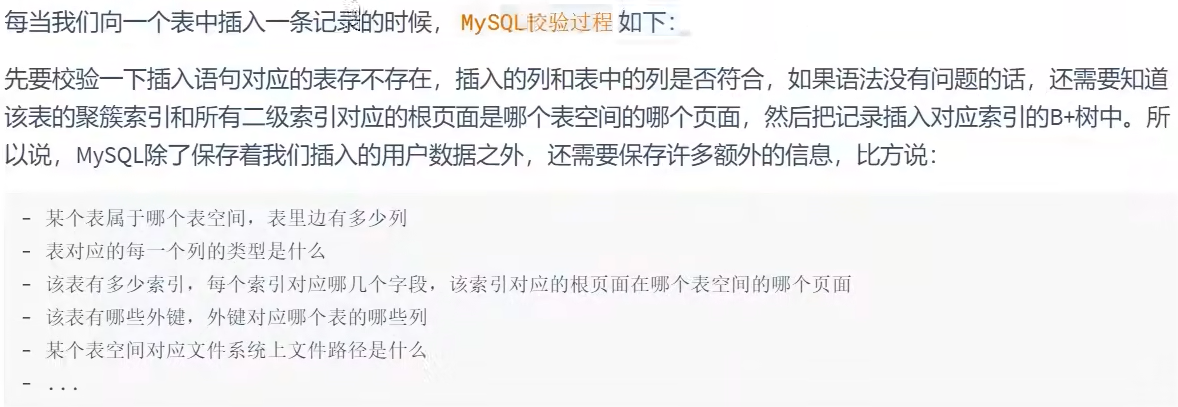 每当我们向一个表中插入一条记录的时候，MySQL校验过程 如下：
先要校验一下插入语句对应的表存不存在，插入的列和表中的列是否符合，如果语法没有问题的话，还需要知道
该表的聚簇索引和所有二级索引对应的根页面是哪个表空间的哪个页面，然后把记录插入对应索引的B+树中。所
以说，MySQL除了保存着我们插入的用户数据之外，还需要保存许多额外的信息，比方说：
- 某个表属于哪个表空间，表里边有多少列
- 表对应的每一个列的类型是什么
- 该表有多少索引，每个索引对应哪几个字段，该索引对应的根页面在哪个表空间的哪个页面
- 该表有哪些外键，外键对应哪个表的哪些列
- 某个表空间对应文件系统上文件路径是什么
- ...